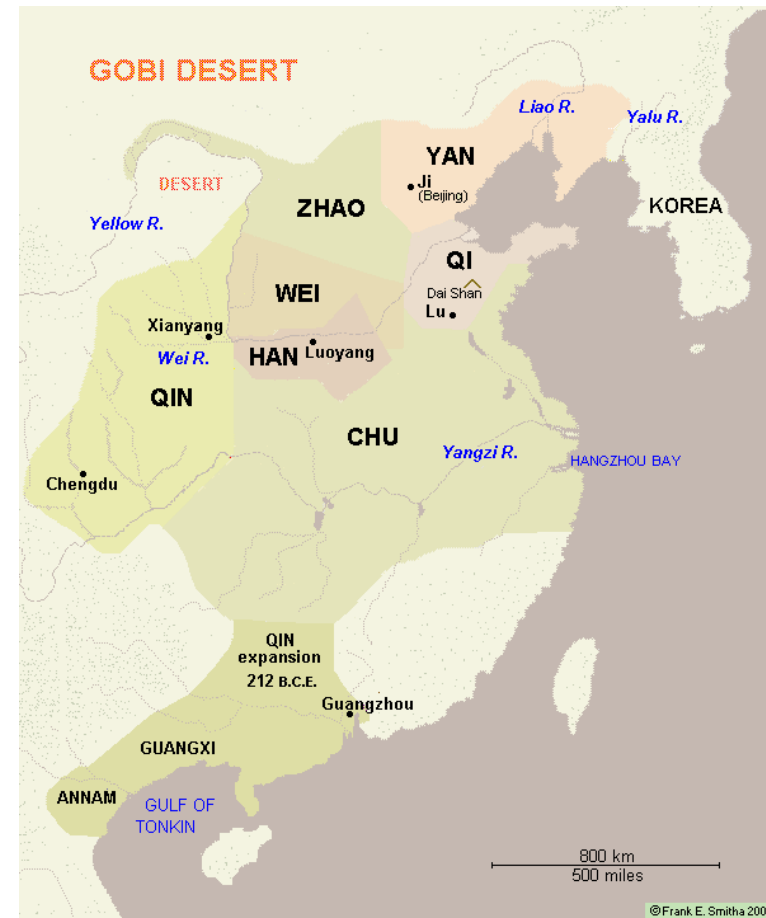 GOBI DESERT
Liao R.
Yalu R.
YAN
Ji
(Beijing)
DESERT
ZHAO
KOREA
Yellow R.
QI
WEI
Dai Shan
Lu
Xianyang
Wei R.
HAN
Luoyang
QIN
CHU
Yangzi R.
HANGZHOU BAY
Chengdu
QIN
expansion
212 B.C.E.
Guangzhou
GUANGXI
ANNAM
GULF OF
TONKIN
800 km
500 miles
©Frank E. Smitha 200